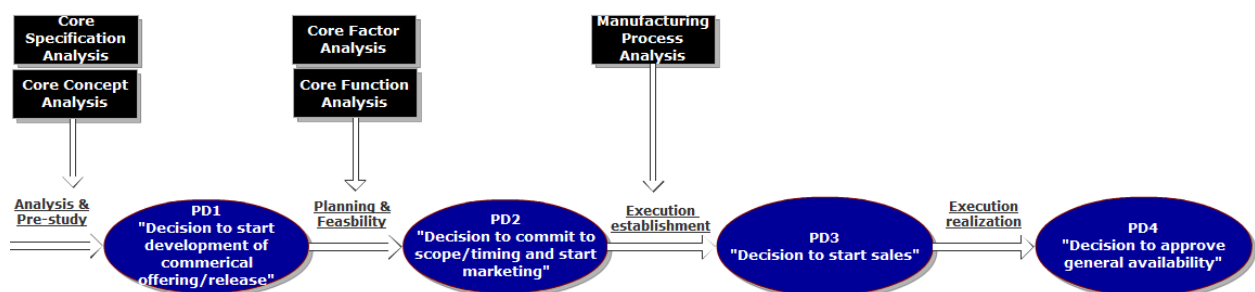 Core
Specification
Analysis
Core Concept
Analysis
Core Factor
Analysis
Core Function
Analysis
Manufacturing
Process
Analysis
Analysis &
Pre-study
PD1
"Decision to start
development of
commerical
offering/release"
Planning &
Feasibility
PD2
"Decision to commit to
scope/timing and start
marketing"
Execution
establishment
PD3
"Decision to start sales"
Execution
realization
PD4
"Decision to approve
general availability"